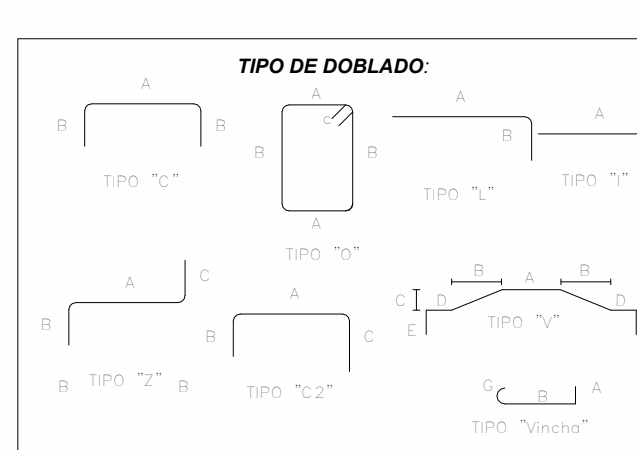 TIPO DE DOBLADO:
A
B
B
TIPO "C"
A
c
B
B
A
TIPO "O"
A
B
TIPO "L"
A
TIPO "I"
A
C
B
B
TIPO "Z"
B
A
B
C
TIPO "C2"
B
A
B
C
D
D
E
TIPO "V"
G
B
A
TIPO "Vincha"